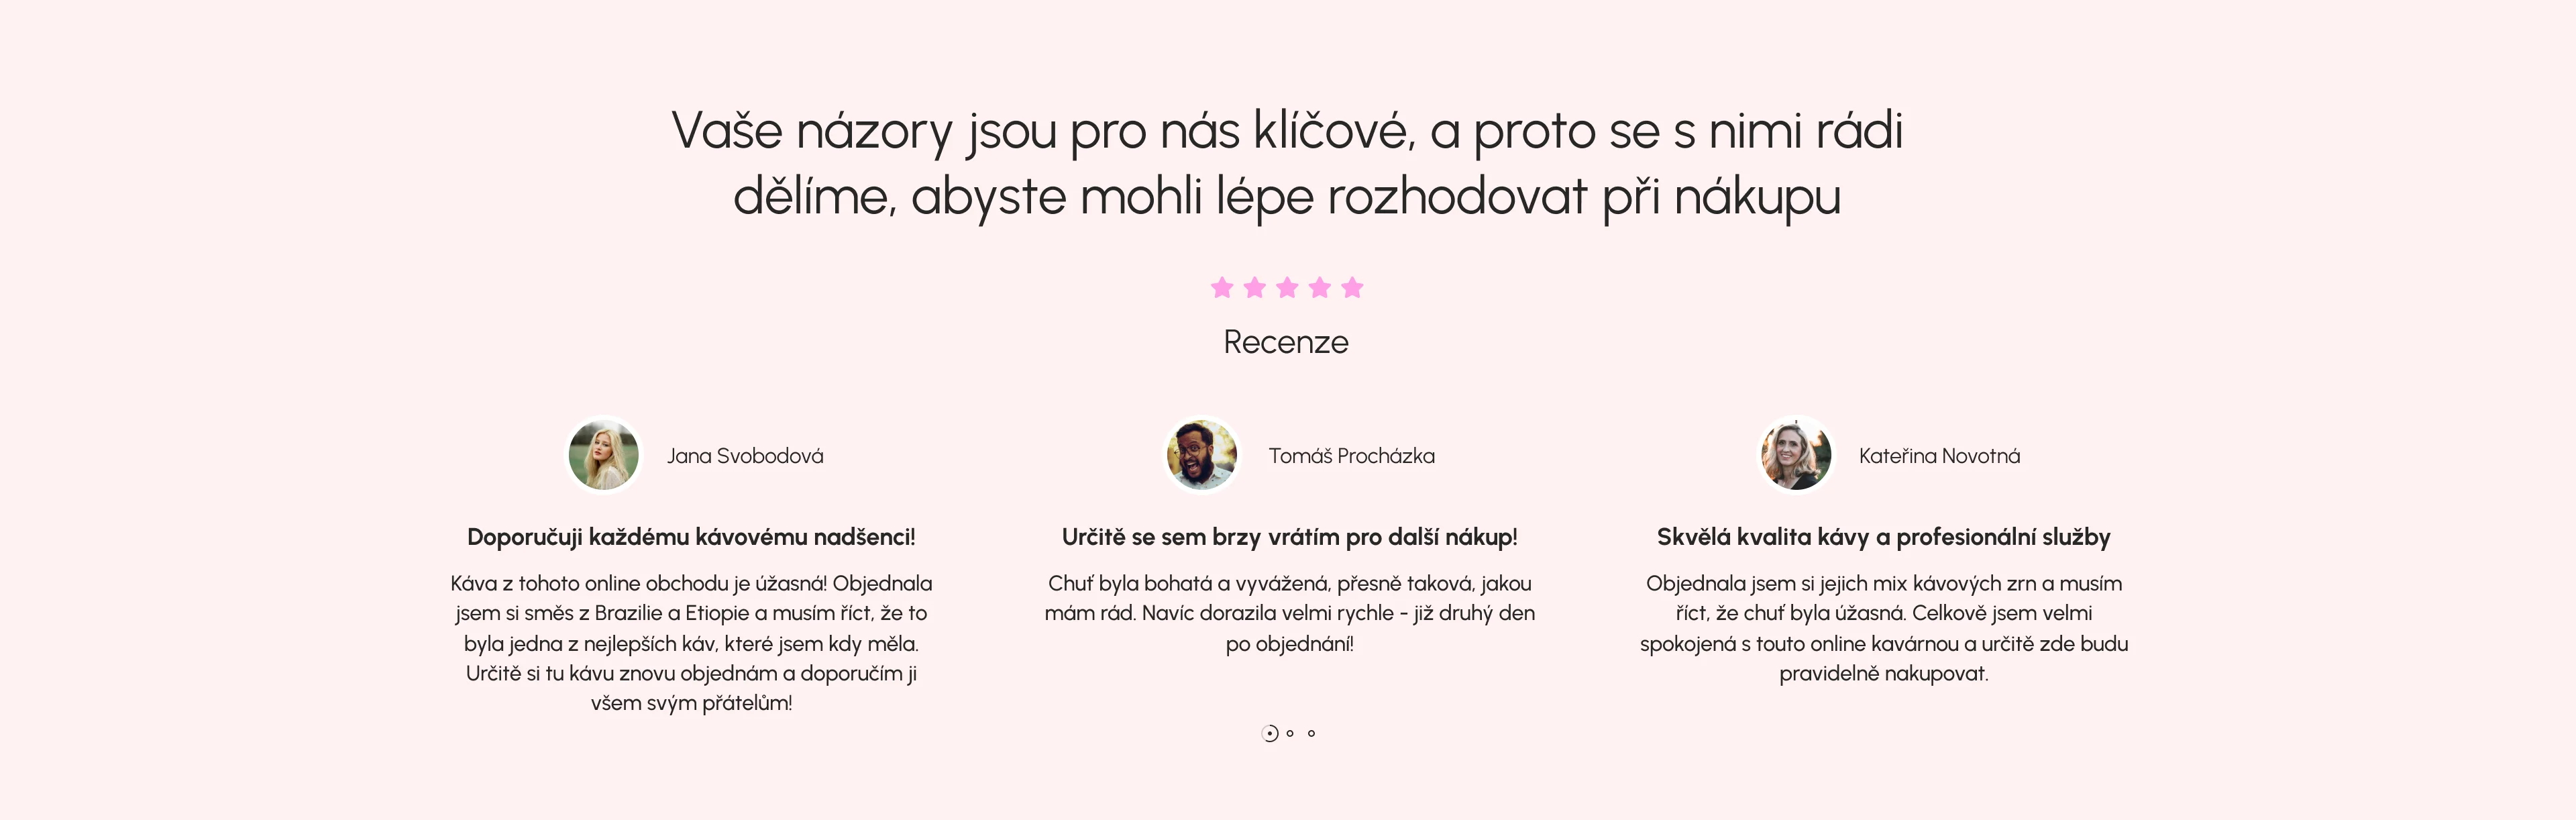 Vaše názory jsou pro nás klíčové, a proto se s nimi rádi
dělíme, abyste mohli lépe rozhodovat při nákupu
Recenze
Jana Svobodová
Doporučuji každému kávovému nadšenci!
Káva z tohoto online obchodu je úžasná! Objednala
jsem si směs z Brazilie a Etiopie a musím říct, že to
byla jedna z nejlepších káv, které jsem kdy měla.
Určitě si tu kávu znovu objednám a doporučím ji
všem svým přátelům!
Tomáš Procházka
Určitě se sem brzy vrátím pro další nákup!
Chuť byla bohatá a vyvážená, přesně taková, jakou
mám rád. Navíc dorazila velmi rychle - již druhý den
po objednání!
Kateřina Novotná
Skvělá kvalita kávy a profesionální služby
Objednala jsem si jejich mix kávových zrn a musím
říct, že chuť byla úžasná. Celkově jsem velmi
spokojená s touto online kavárnou a určitě zde budu
pravidelně nakupovat.